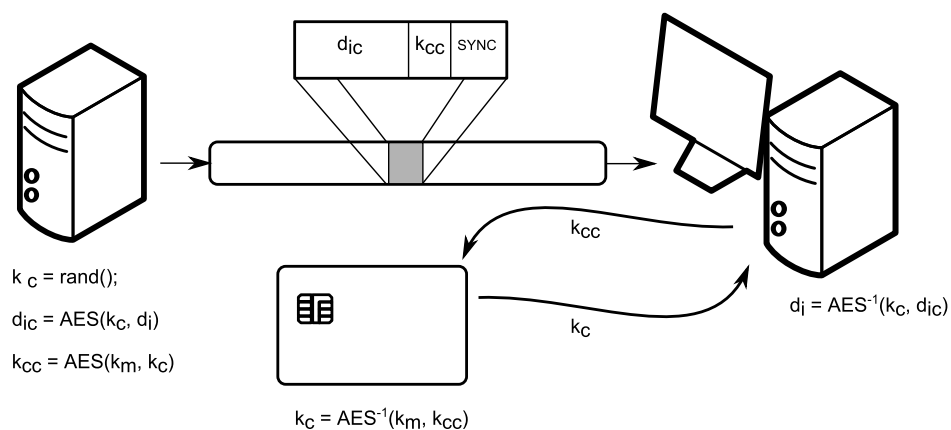 d_ic k_cc SYNC
k_cc
k_c = rand();
d_ic = AES(k_c, d_i)
k_cc = AES(k_m, k_c)
k_c
d_i = AES⁻¹(k_c, d_ic)
k_c = AES⁻¹(k_m, k_cc)